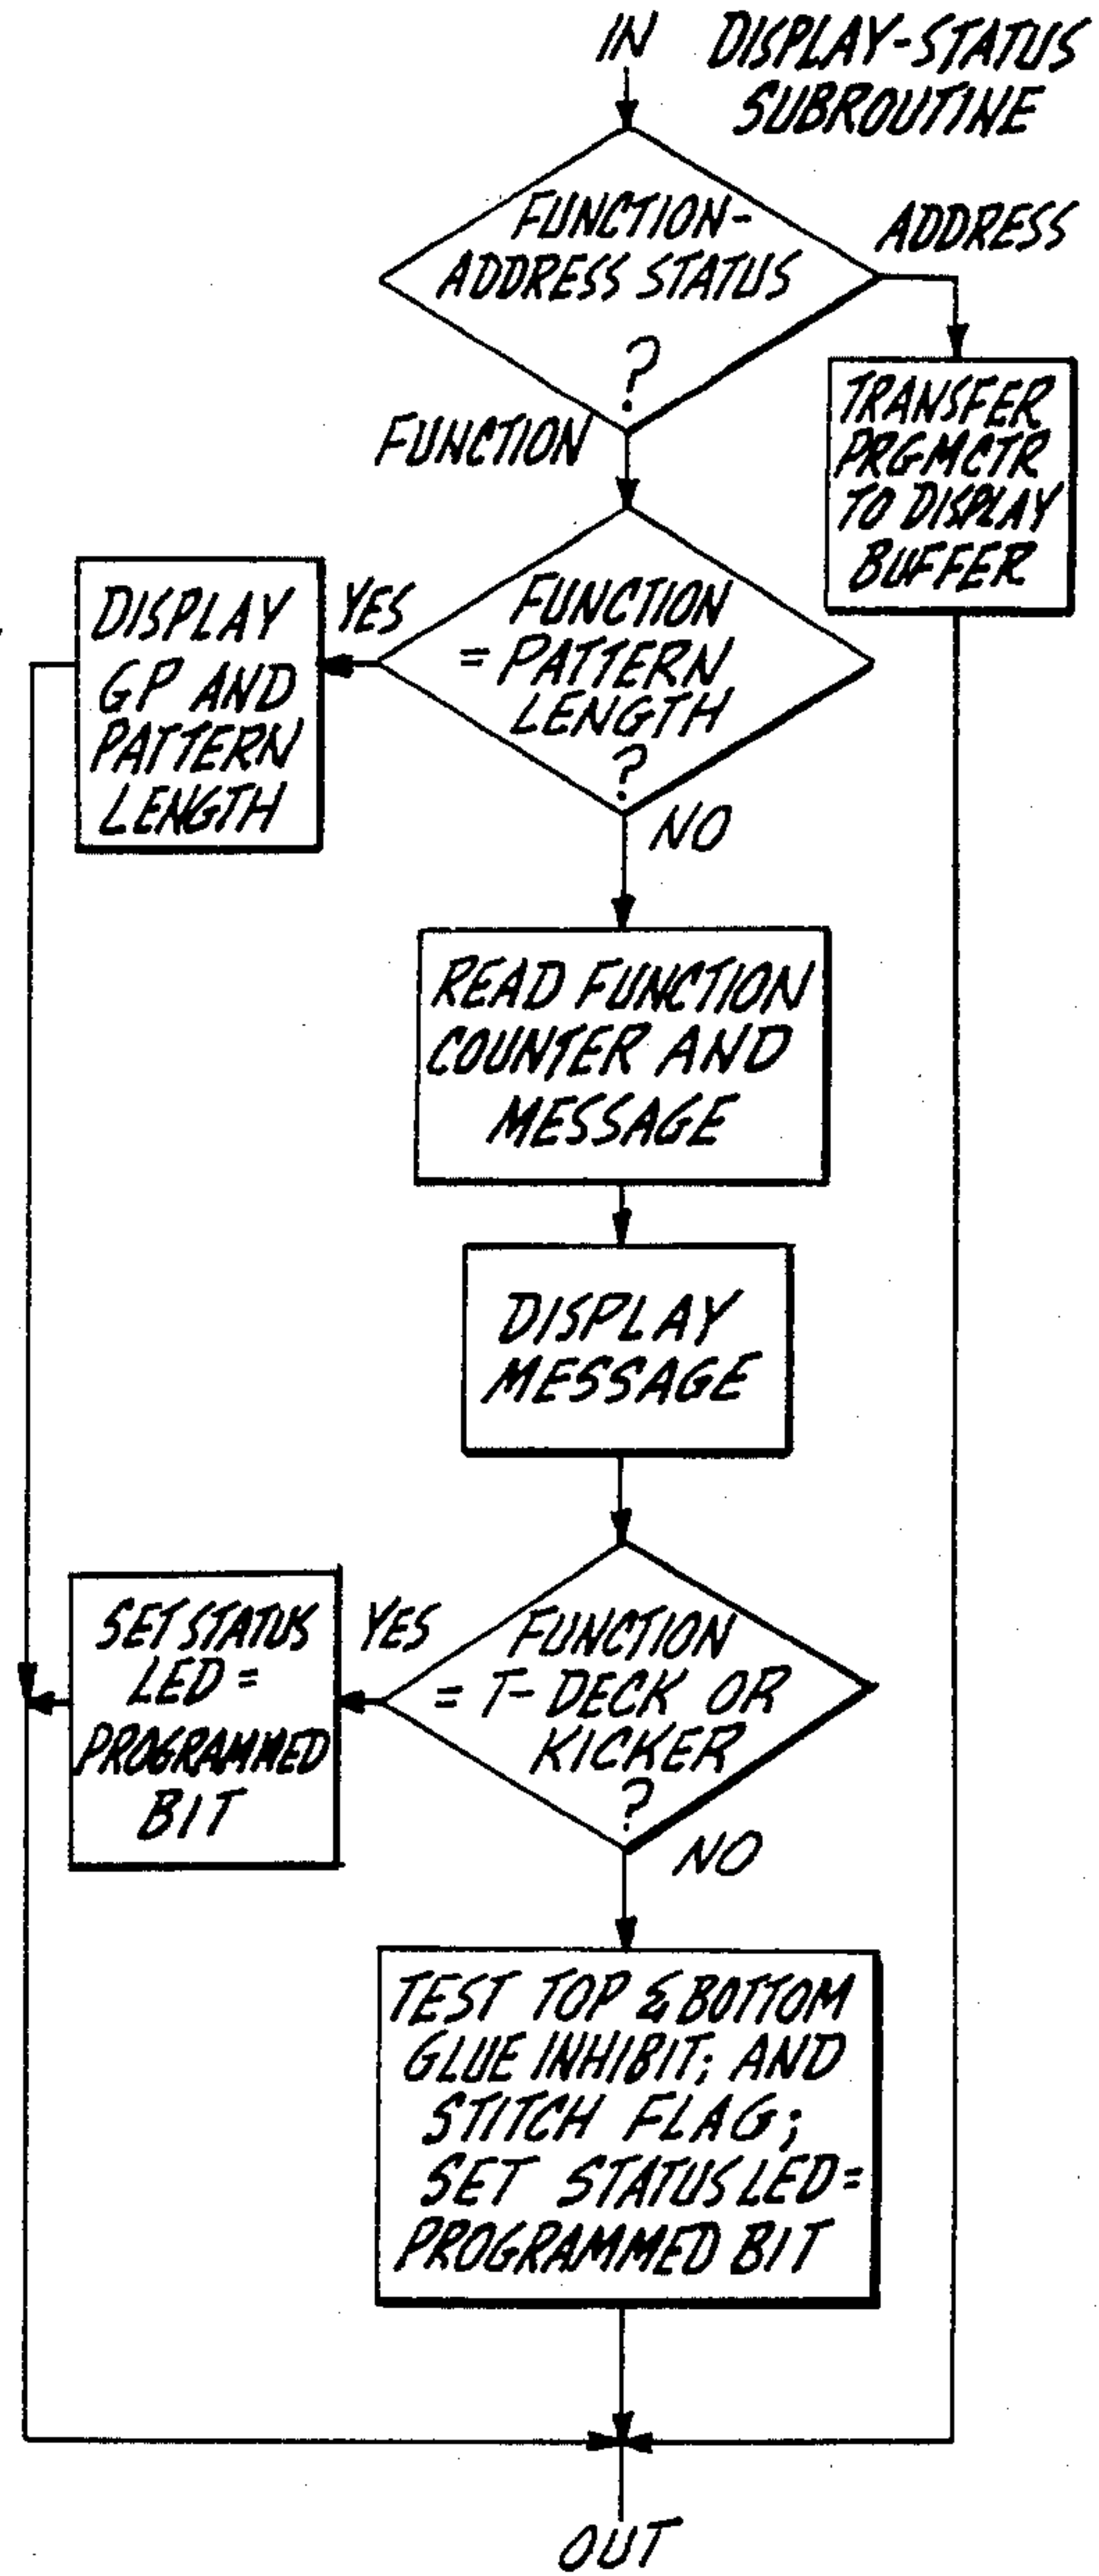 IN
DISPLAY-STATUS
SUBROUTINE
FUNCTION-
ADDRESS STATUS
?
ADDRESS
TRANSFER
PRGMCTR
TO DISPLAY
BUFFER
FUNCTION
FUNCTION
= PATTERN
LENGTH
?
YES
DISPLAY
GP AND
PATTERN
LENGTH
NO
READ FUNCTION
COUNTER AND
MESSAGE
DISPLAY
MESSAGE
FUNCTION
= T-DECK OR
KICKER
?
YES
SET STATUS
LED =
PROGRAMMED
BIT
NO
TEST TOP & BOTTOM
GLUE INHIBIT; AND
STITCH FLAG;
SET STATUS LED =
PROGRAMMED BIT
OUT